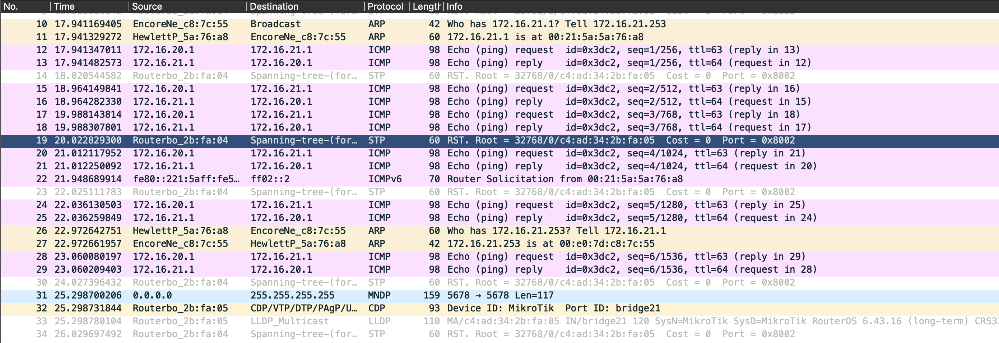 No. Time Source Destination Protocol Length Info
10 17.941169405 EncoreNe_c8:7c:55 Broadcast ARP 42 Who has 172.16.21.1? Tell 172.16.21.253
11 17.941329272 HewlettP_5a:76:a8 EncoreNe_c8:7c:55 ARP 60 172.16.21.1 is at 00:21:5a:5a:76:a8
12 17.941347011 172.16.20.1 172.16.21.1 ICMP 98 Echo (ping) request id=0x3dc2, seq=1/256, ttl=63 (reply in 13)
13 17.941482573 172.16.21.1 172.16.20.1 ICMP 98 Echo (ping) reply id=0x3dc2, seq=1/256, ttl=64 (request in 12)
14 18.020544582 Routerbo_2b:fa:04 Spanning-tree-(for… STP 60 RST. Root = 32768/0/c4:ad:34:2b:fa:05 Cost = 0 Port = 0x8002
15 18.964149841 172.16.20.1 172.16.21.1 ICMP 98 Echo (ping) request id=0x3dc2, seq=2/512, ttl=63 (reply in 16)
16 18.964282330 172.16.21.1 172.16.20.1 ICMP 98 Echo (ping) reply id=0x3dc2, seq=2/512, ttl=64 (request in 15)
17 19.988143814 172.16.20.1 172.16.21.1 ICMP 98 Echo (ping) request id=0x3dc2, seq=3/768, ttl=63 (reply in 18)
18 19.988307801 172.16.21.1 172.16.20.1 ICMP 98 Echo (ping) reply id=0x3dc2, seq=3/768, ttl=64 (request in 17)
19 20.022829300 Routerbo_2b:fa:04 Spanning-tree-(for… STP 60 RST. Root = 32768/0/c4:ad:34:2b:fa:05 Cost = 0 Port = 0x8002
20 21.012117952 172.16.20.1 172.16.21.1 ICMP 98 Echo (ping) request id=0x3dc2, seq=4/1024, ttl=63 (reply in 21)
21 21.012250092 172.16.21.1 172.16.20.1 ICMP 98 Echo (ping) reply id=0x3dc2, seq=4/1024, ttl=64 (request in 20)
22 21.948689914 fe80::221:5aff:fe5… ff02::2 ICMPv6 70 Router Solicitation from 00:21:5a:5a:76:a8
23 22.025111783 Routerbo_2b:fa:04 Spanning-tree-(for… STP 60 RST. Root = 32768/0/c4:ad:34:2b:fa:05 Cost = 0 Port = 0x8002
24 22.036130503 172.16.20.1 172.16.21.1 ICMP 98 Echo (ping) request id=0x3dc2, seq=5/1280, ttl=63 (reply in 25)
25 22.036259849 172.16.21.1 172.16.20.1 ICMP 98 Echo (ping) reply id=0x3dc2, seq=5/1280, ttl=64 (request in 24)
26 22.972642751 HewlettP_5a:76:a8 EncoreNe_c8:7c:55 ARP 60 Who has 172.16.21.253? Tell 172.16.21.1
27 22.972661957 EncoreNe_c8:7c:55 HewlettP_5a:76:a8 ARP 42 172.16.21.253 is at 00:e0:7d:c8:7c:55
28 23.060080197 172.16.20.1 172.16.21.1 ICMP 98 Echo (ping) request id=0x3dc2, seq=6/1536, ttl=63 (reply in 29)
29 23.060209403 172.16.21.1 172.16.20.1 ICMP 98 Echo (ping) reply id=0x3dc2, seq=6/1536, ttl=64 (request in 28)
30 24.027396432 Routerbo_2b:fa:04 Spanning-tree-(for… STP 60 RST. Root = 32768/0/c4:ad:34:2b:fa:05 Cost = 0 Port = 0x8002
31 25.298700206 0.0.0.0 255.255.255.255 MNDP 159 5678 → 5678 Len=117
32 25.298731844 Routerbo_2b:fa:05 CDP/VTP/DTP/PAgP/U… CDP 93 Device ID: MikroTik Port ID: bridge21
33 25.298780104 Routerbo_2b:fa:05 LLDP_Multicast LLDP 110 MA/c4:ad:34:2b:fa:05 IN/bridge21 120 SysN=MikroTik SysD=MikroTik RouterOS 6.43.16 (long-term) CRS32
34 26.029697492 Routerbo_2b:fa:04 Spanning-tree-(for… STP 60 RST. Root = 32768/0/c4:ad:34:2b:fa:05 Cost = 0 Port = 0x8002